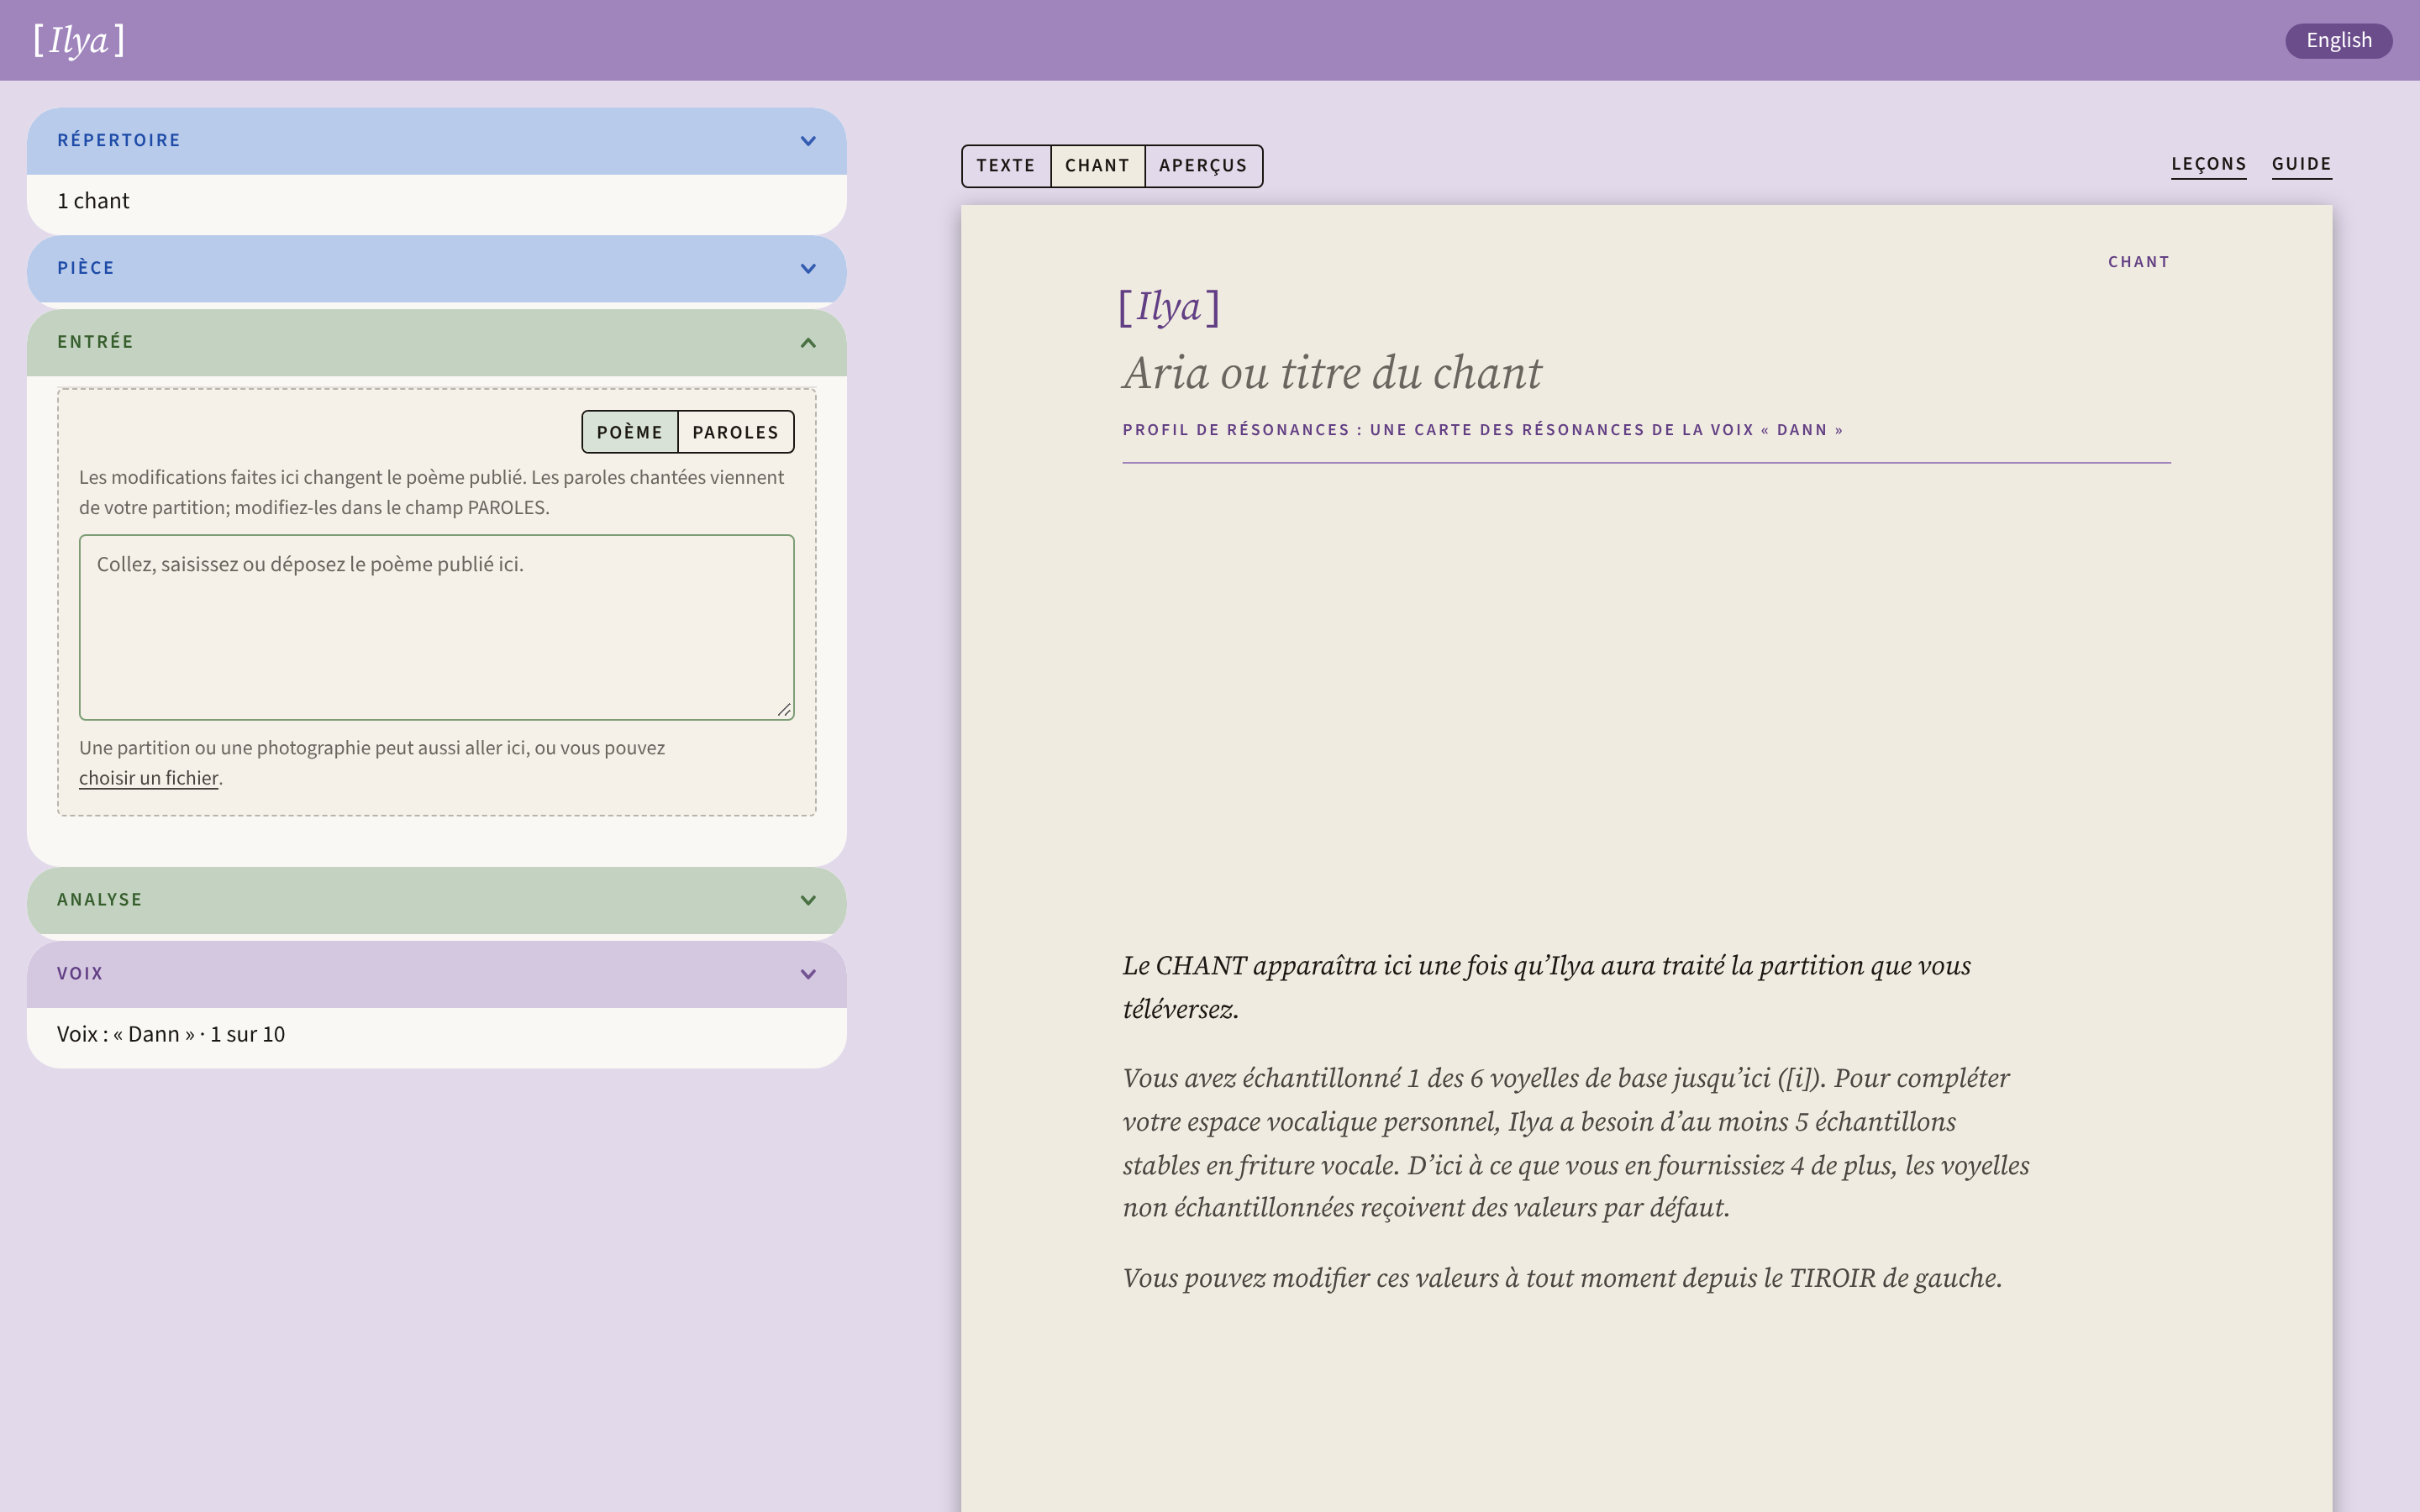 [Ilya]
English
RÉPERTOIRE
1 chant
PIÈCE
ENTRÉE
POÈME
PAROLES
Les modifications faites ici changent le poème publié. Les paroles chantées viennent
de votre partition; modifiez-les dans le champ PAROLES.
Collez, saisissez ou déposez le poème publié ici.
Une partition ou une photographie peut aussi aller ici, ou vous pouvez
choisir un fichier.
ANALYSE
VOIX
Voix : « Dann » · 1 sur 10
TEXTE
CHANT
APERÇUS
LEÇONS
GUIDE
CHANT
[Ilya]
Aria ou titre du chant
PROFIL DE RÉSONANCES : UNE CARTE DES RÉSONANCES DE LA VOIX « DANN »
Le CHANT apparaîtra ici une fois qu’Ilya aura traité la partition que vous
téléversez.
Vous avez échantillonné 1 des 6 voyelles de base jusqu’ici ([i]). Pour compléter
votre espace vocalique personnel, Ilya a besoin d’au moins 5 échantillons
stables en friture vocale. D’ici à ce que vous en fournissiez 4 de plus, les voyelles
non échantillonnées reçoivent des valeurs par défaut.
Vous pouvez modifier ces valeurs à tout moment depuis le TIROIR de gauche.